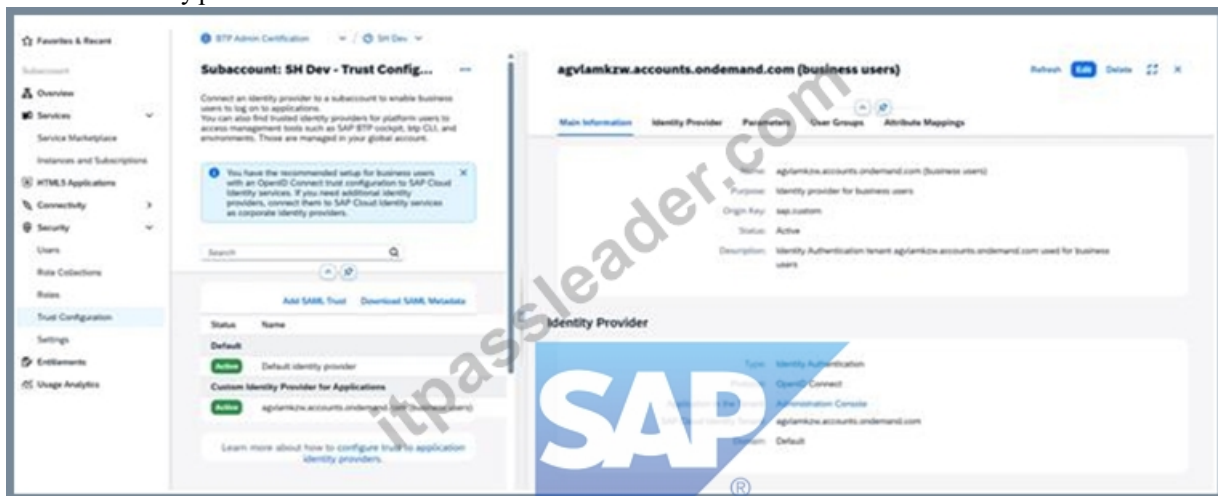 Favorites & Recent
Subaccount
Overview
Services
Service Marketplace
Instances and Subscriptions
HTML5 Applications
Connectivity
Security
Users
Role Collections
Roles
Trust Configuration
Settings
Entitlements
Usage Analytics
BTP Admin Certification / SH Dev
Subaccount: SH Dev - Trust Config...
Connect an identity provider to a subaccount to enable business
users to log on to applications.
You can also find trusted identity providers for platform users to
access management tools such as SAP BTP cockpit, btp CLI, and
environments. Those are managed in your global account.
You have the recommended setup for business users
with an OpenID Connect trust configuration to SAP Cloud
Identity services. If you need additional identity
providers, connect them to SAP Cloud Identity services
as corporate identity providers.
Search
Add SAML Trust Download SAML Metadata
Status Name
Default
Active Default identity provider
Custom Identity Provider for Applications
Active agvlamkzw.accounts.ondemand.com (business users)
Learn more about how to configure trust to application
identity providers.
agvlamkzw.accounts.ondemand.com (business users)
Refresh Edit Delete
Main Information Identity Provider Parameters User Groups Attribute Mappings
Name: agvlamkzw.accounts.ondemand.com (business users)
Purpose: Identity provider for business users
Origin Key: sap.custom
Status: Active
Description: Identity Authentication tenant agvlamkzw.accounts.ondemand.com used for business
users
Identity Provider
Type: Identity Authentication
OpenID Connect
Administration Console
agvlamkzw.accounts.ondemand.com
Domain: Default
itpassleader.com
SAP
®